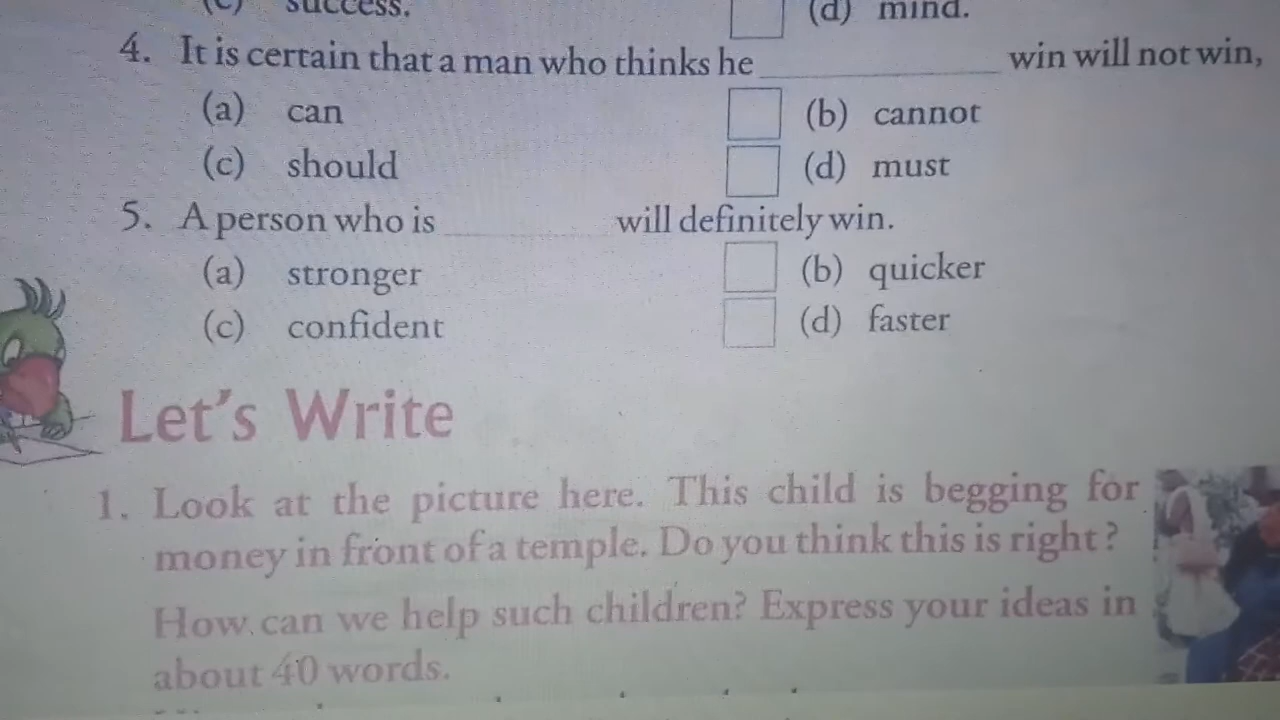 (c) success. (d) mind.
4. It is certain that a man who thinks he ____________ win will not win,
(a) can (b) cannot
(c) should (d) must
5. A person who is __________ will definitely win.
(a) stronger (b) quicker
(c) confident (d) faster
Let's Write
1. Look at the picture here. This child is begging for
money in front of a temple. Do you think this is right?
How can we help such children? Express your ideas in
about 40 words.